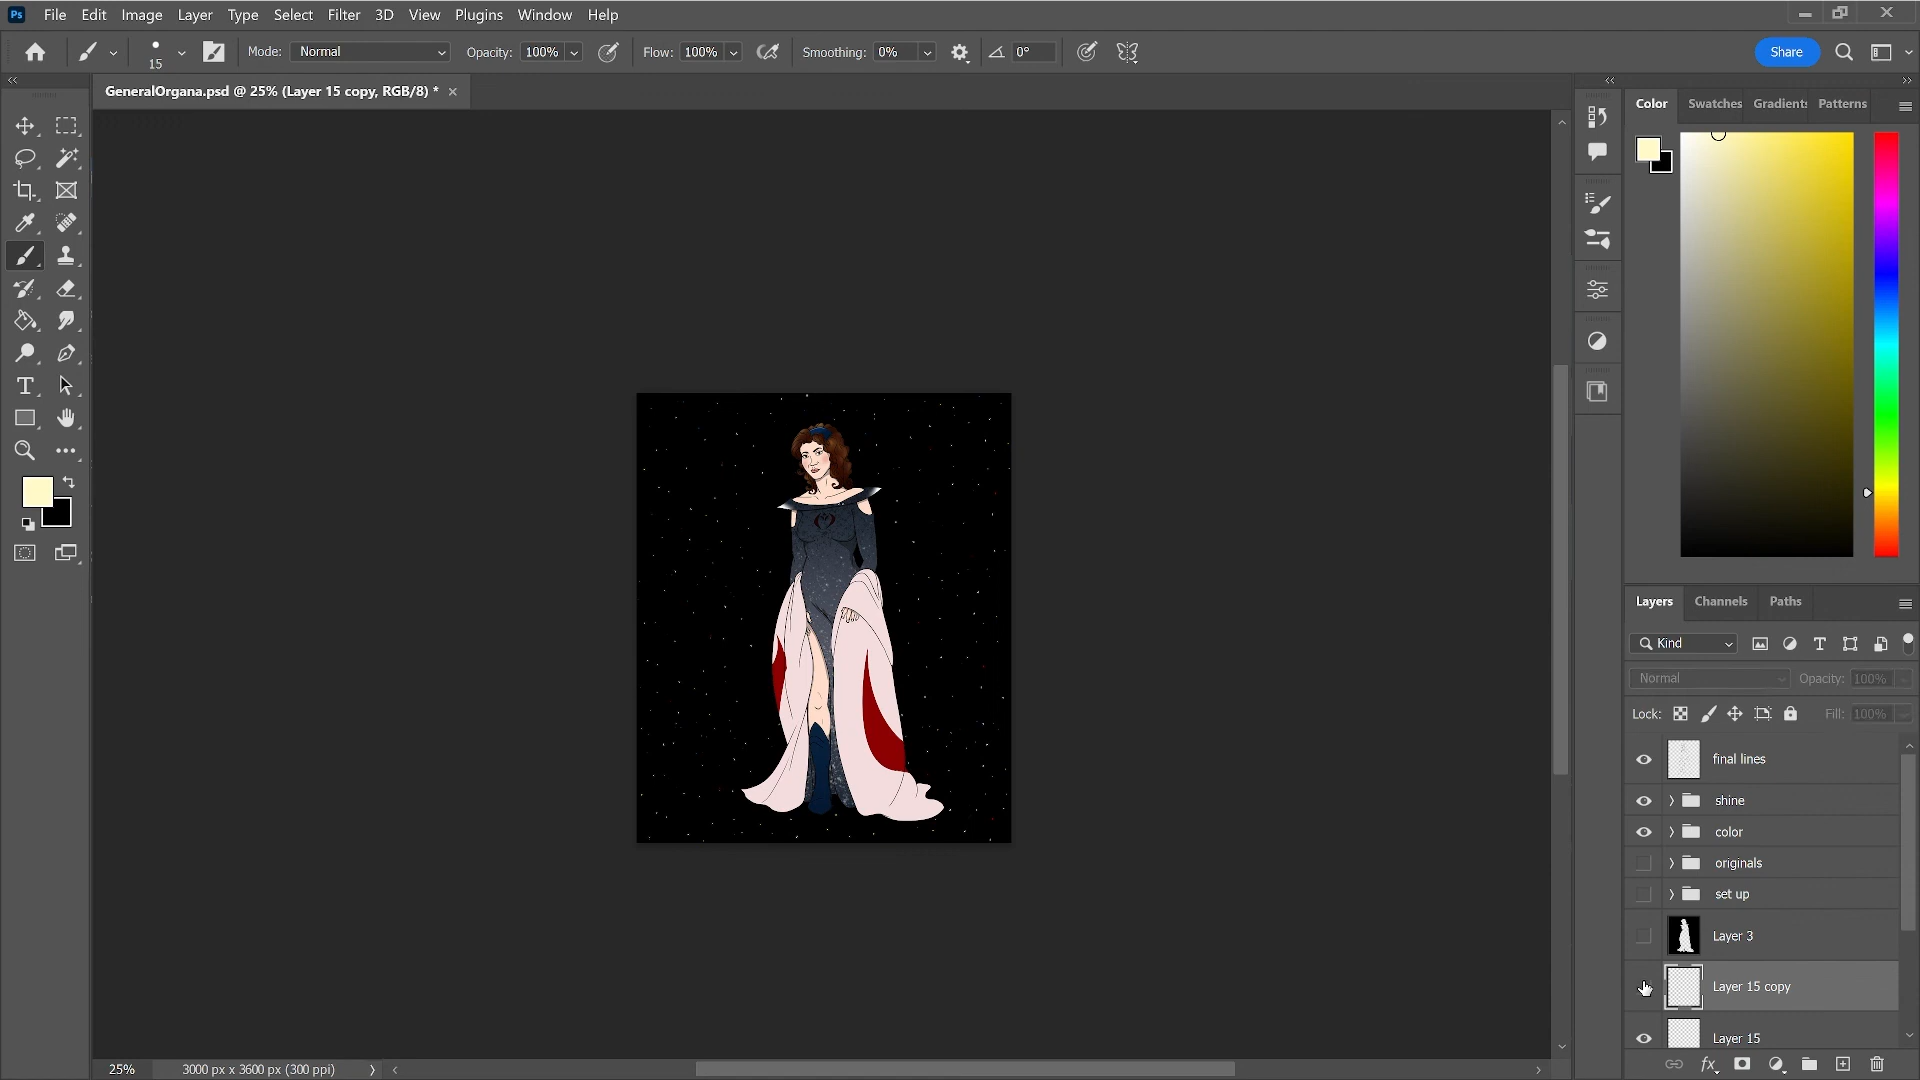 Ps File Edit Image Layer Type Select Filter 3D View Plugins Window Help
15 Mode: Normal Opacity: 100% Flow: 100% Smoothing: 0% 0° Share
GeneralOrgana.psd @ 25% (Layer 15 copy, RGB/8) *
Color Swatches Gradients Patterns
Layers Channels Paths
Kind
Normal Opacity: 100%
Lock: Fill: 100%
final lines
shine
color
originals
set up
Layer 3
Layer 15 copy
Layer 15
25% 3000 px x 3600 px (300 ppi)